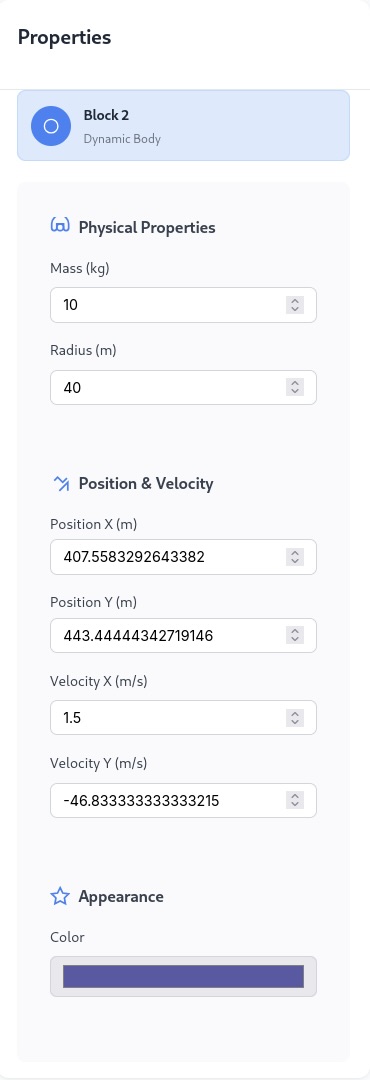 Properties
Block 2
Dynamic Body
Physical Properties
Mass (kg)
10
Radius (m)
40
Position & Velocity
Position X (m)
407.5583292643382
Position Y (m)
443.44444342719146
Velocity X (m/s)
1.5
Velocity Y (m/s)
-46.833333333333215
Appearance
Color